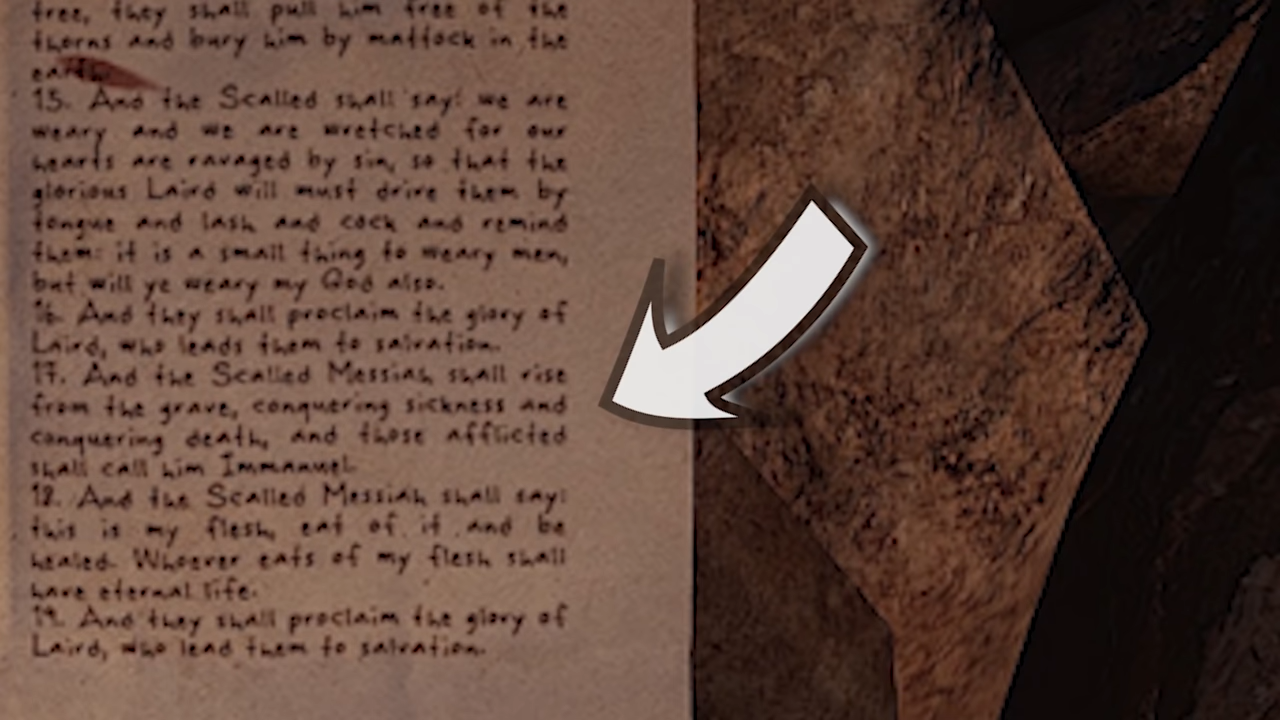 free, they shall pull him free of the
thorns and bury him by mattock in the
earth.
15. And the Scalled shall say: we are
weary and we are wretched for our
hearts are ravaged by sin, so that the
glorious Laird will must drive them by
tongue and lash and cock and remind
them: it is a small thing to weary men,
but will ye weary my God also.
16. And they shall proclaim the glory of
Laird, who leads them to salvation.
17. And the Scalled Messiah shall rise
from the grave, conquering sickness and
conquering death, and those afflicted
shall call him Immanuel.
18. And the Scalled Messiah shall say:
this is my flesh, eat of it and be
healed. Whoever eats of my flesh shall
have eternal life.
19. And they shall proclaim the glory of
Laird, who lead them to salvation.